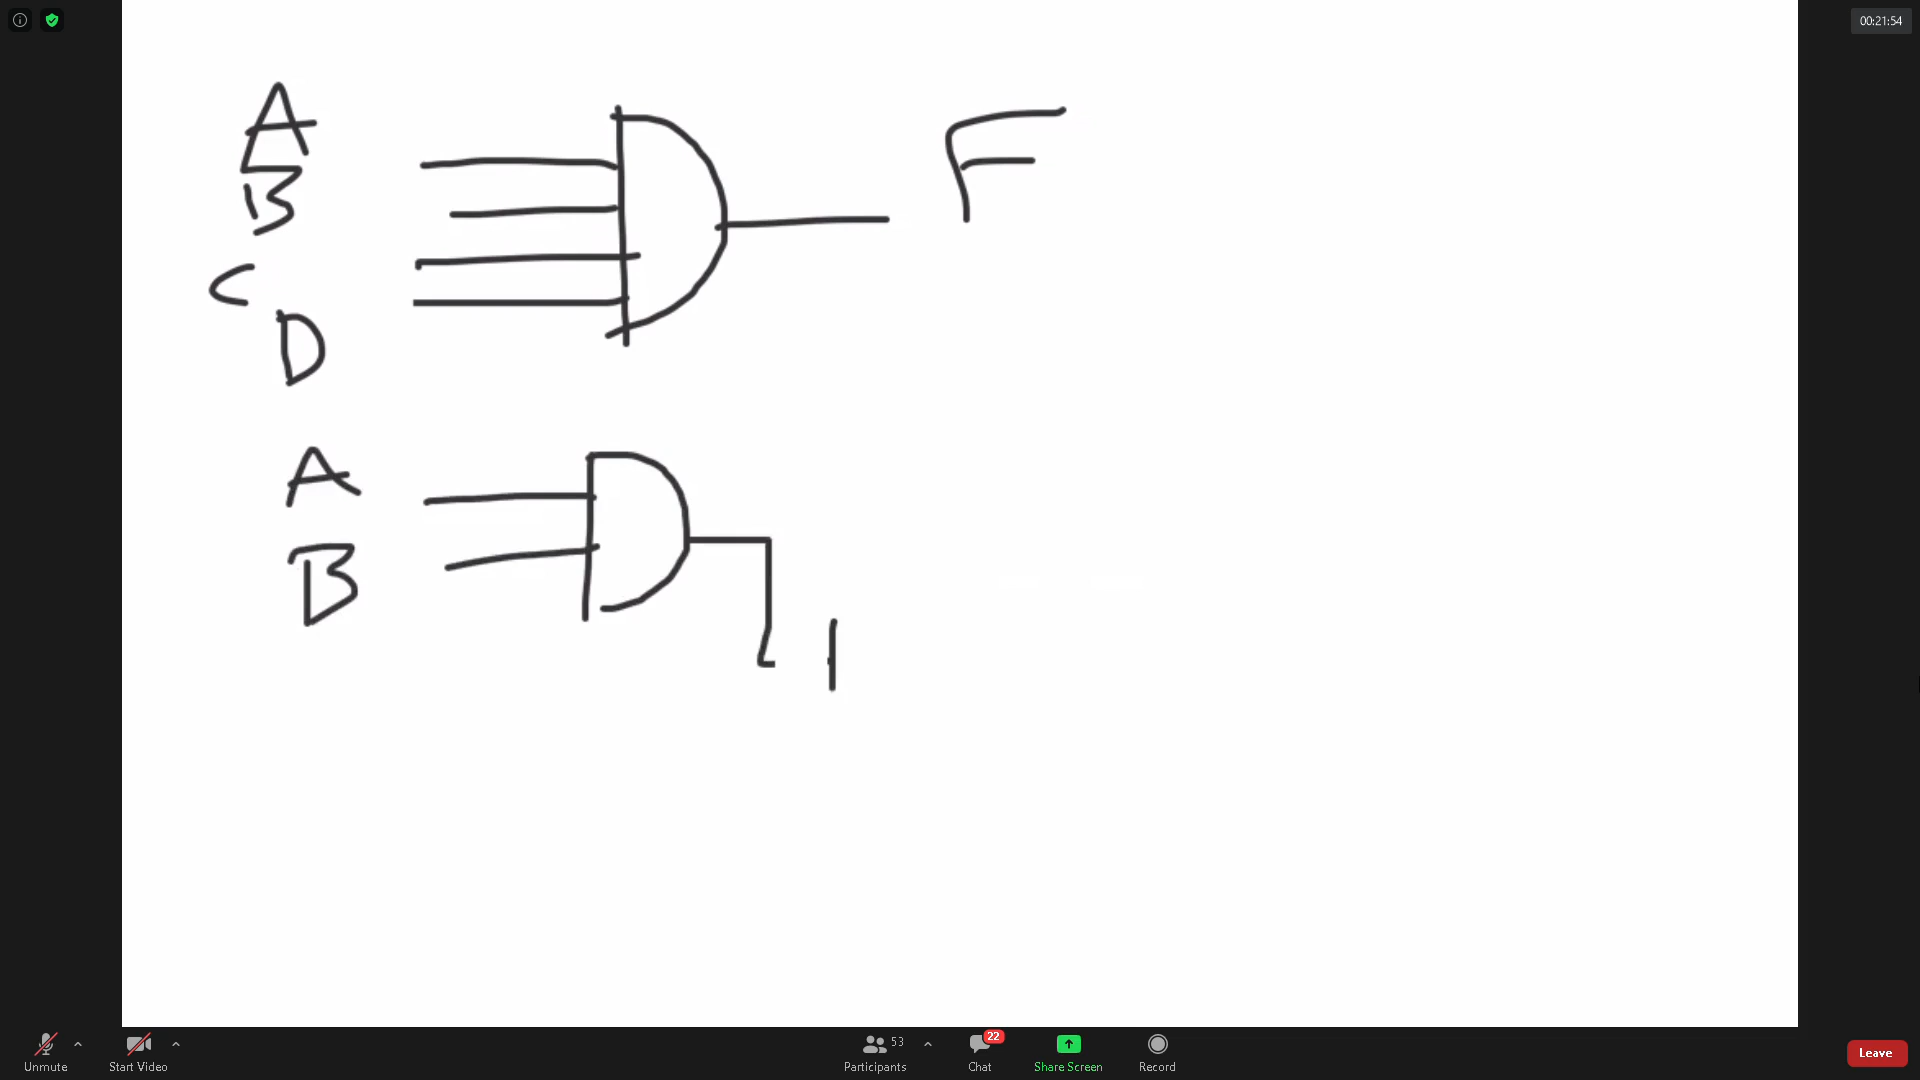 00:21:54
A
B
F
C
D
A
B
Unmute
Start Video
Participants
53
Chat
22
Share Screen
Record
Leave